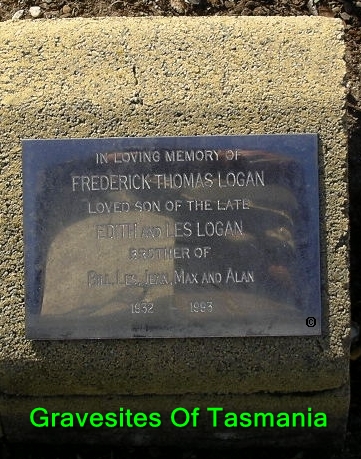 ©
IN LOVING MEMORY OF
FREDERICK THOMAS LOGAN
LOVED SON OF THE LATE
EDITH AND LES LOGAN
BROTHER OF
BILL, LES, JEAN, MAX AND ALAN
1932 - 1993
©
Gravesites Of Tasmania